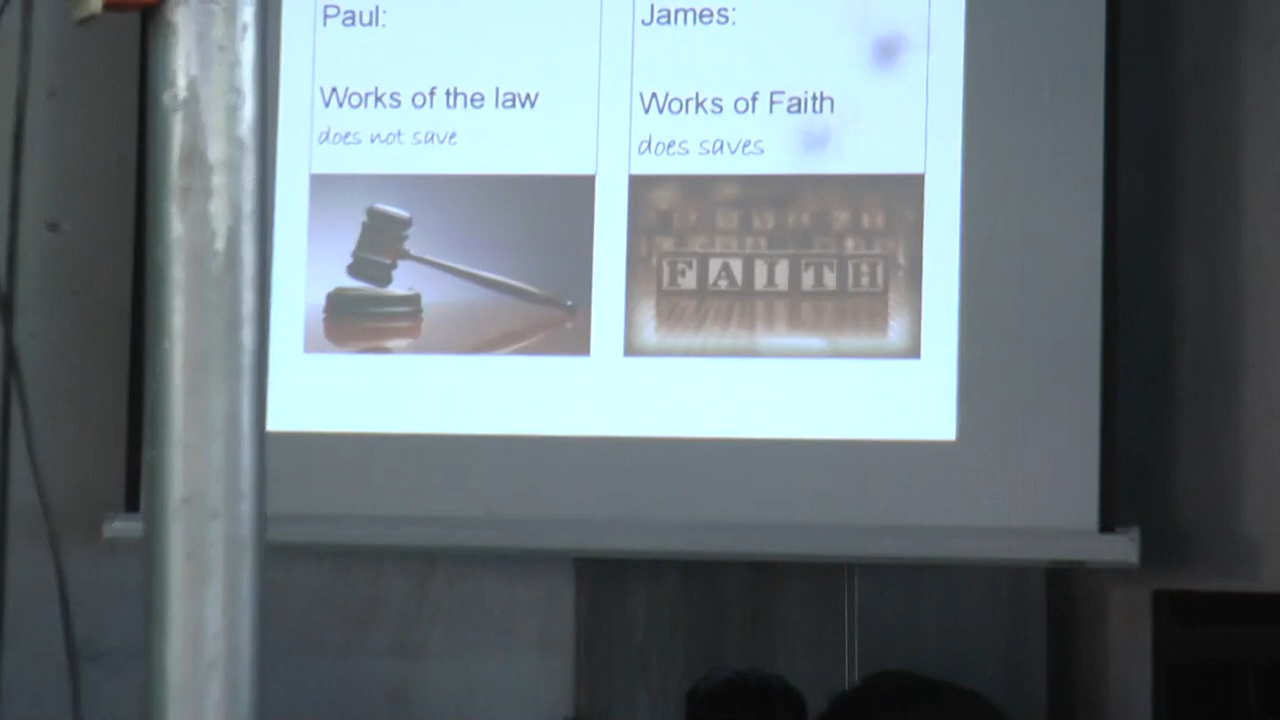 Paul:
Works of the law
does not save
James:
Works of Faith
does saves
FAITH